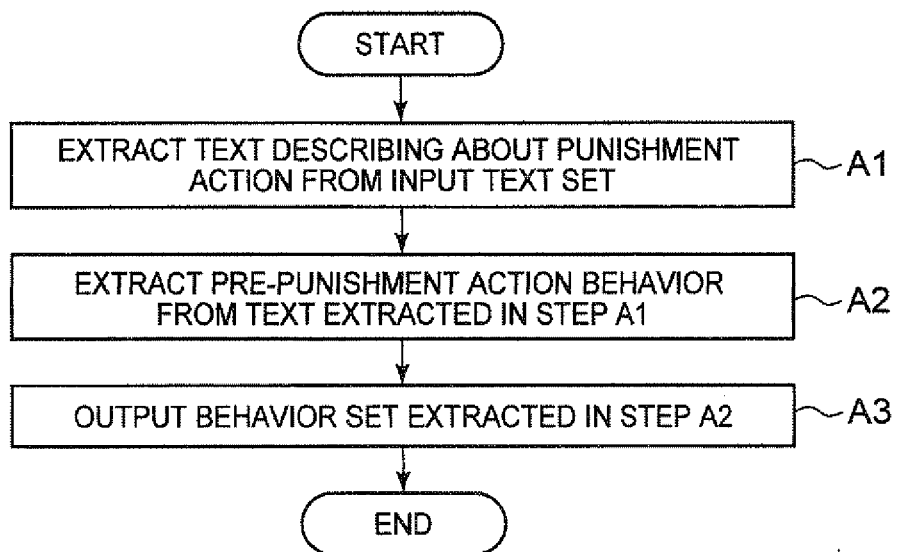 START
EXTRACT TEXT DESCRIBING ABOUT PUNISHMENT
ACTION FROM INPUT TEXT SET
A1
EXTRACT PRE-PUNISHMENT ACTION BEHAVIOR
FROM TEXT EXTRACTED IN STEP A1
A2
OUTPUT BEHAVIOR SET EXTRACTED IN STEP A2
A3
END